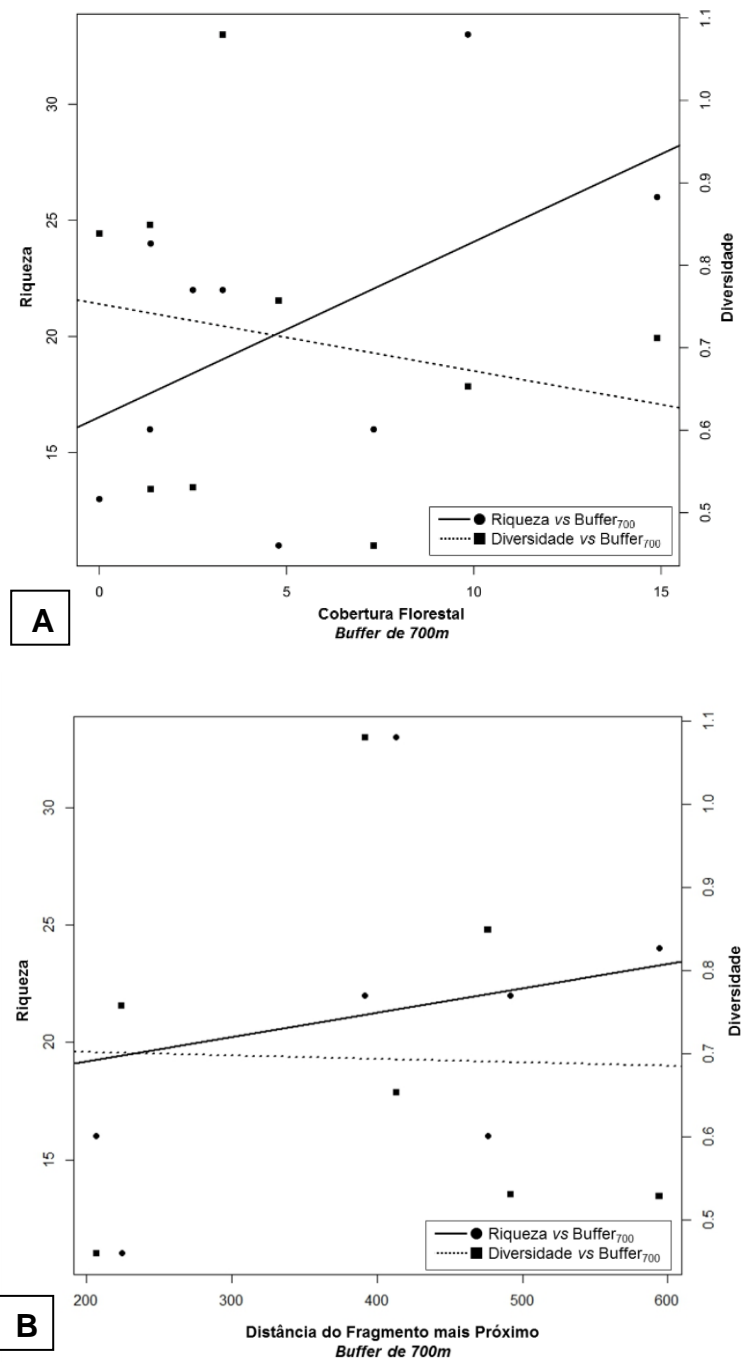 30
25
20
15
Riqueza
1.1
1.0
0.9
0.8
0.7
0.6
0.5
Diversidade
Riqueza vs Buffer700
Diversidade vs Buffer700
0 5 10 15
Cobertura Florestal
Buffer de 700m
A
30
25
20
15
Riqueza
1.1
1.0
0.9
0.8
0.7
0.6
0.5
Diversidade
Riqueza vs Buffer700
Diversidade vs Buffer700
200 300 400 500 600
Distância do Fragmento mais Próximo
Buffer de 700m
B